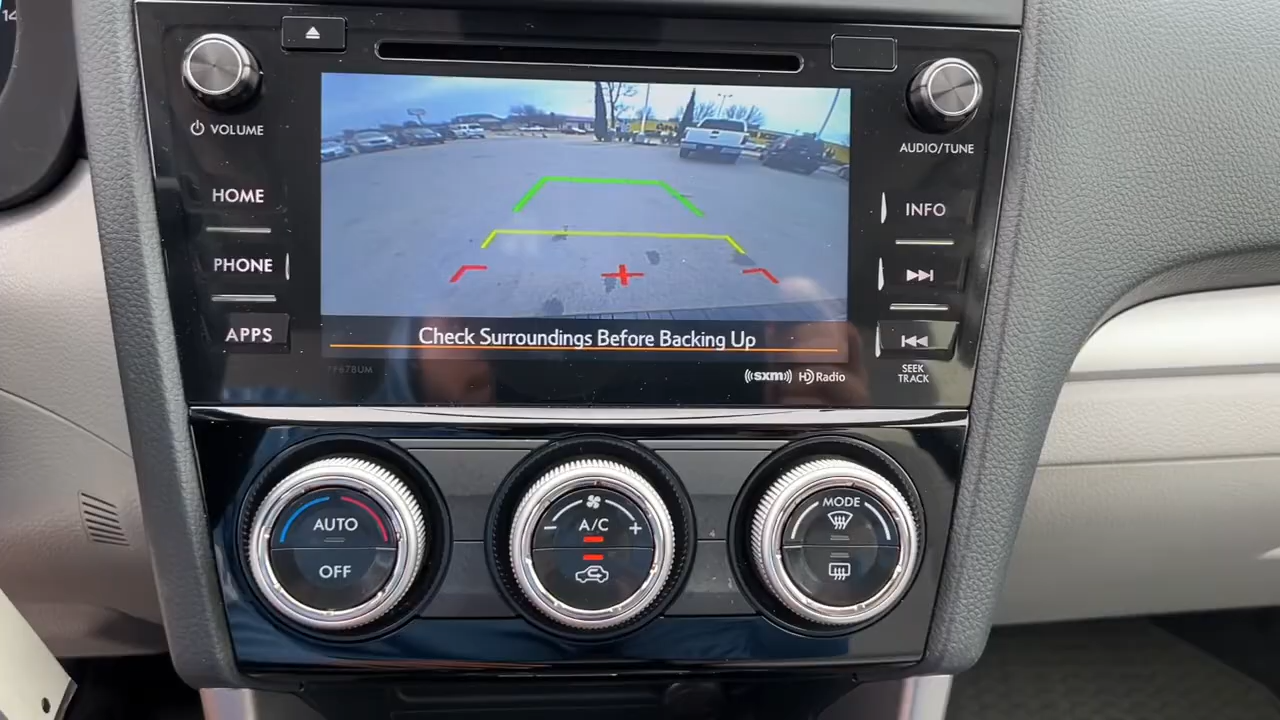 14
VOLUME
AUDIO/TUNE
HOME
INFO
PHONE
APPS
Check Surroundings Before Backing Up
SEEK
TRACK
((sxm)) HD Radio
AUTO
OFF
A/C
- +
MODE